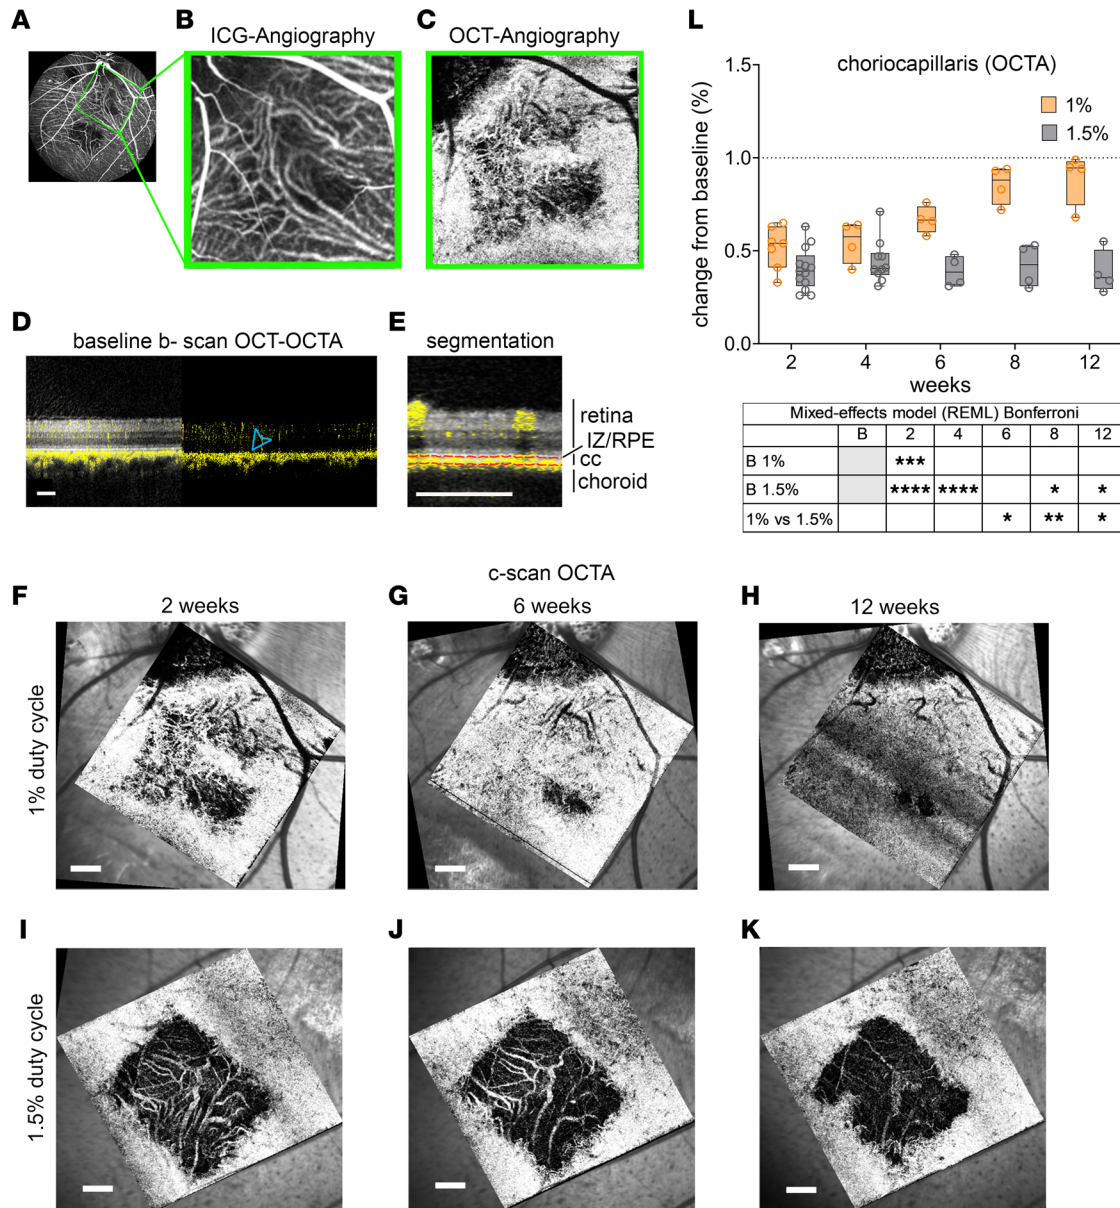 A
B
ICG-Angiography
C
OCT-Angiography
D
baseline b- scan OCT-OCTA
E
segmentation
retina
IZ/RPE
cc
choroid
L
choriocapillaris (OCTA)
change from baseline (%)
1.5
1.0
0.5
0.0
1%
1.5%
2 4 6 8 12
weeks
Mixed-effects model (REML) Bonferroni
B 2 4 6 8 12
B 1% ***
B 1.5% **** **** * *
1% vs 1.5% * ** *
c-scan OCTA
F
2 weeks
G
6 weeks
H
12 weeks
1% duty cycle
I
J
K
1.5% duty cycle